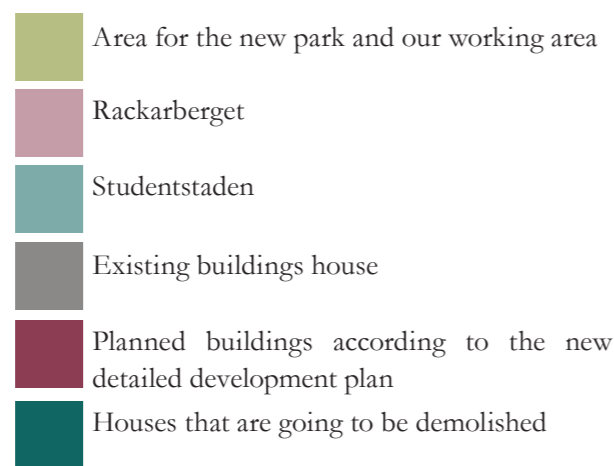 Area for the new park and our working area
Rackarberget
Studentstaden
Existing buildings house
Planned buildings according to the new
detailed development plan
Houses that are going to be demolished